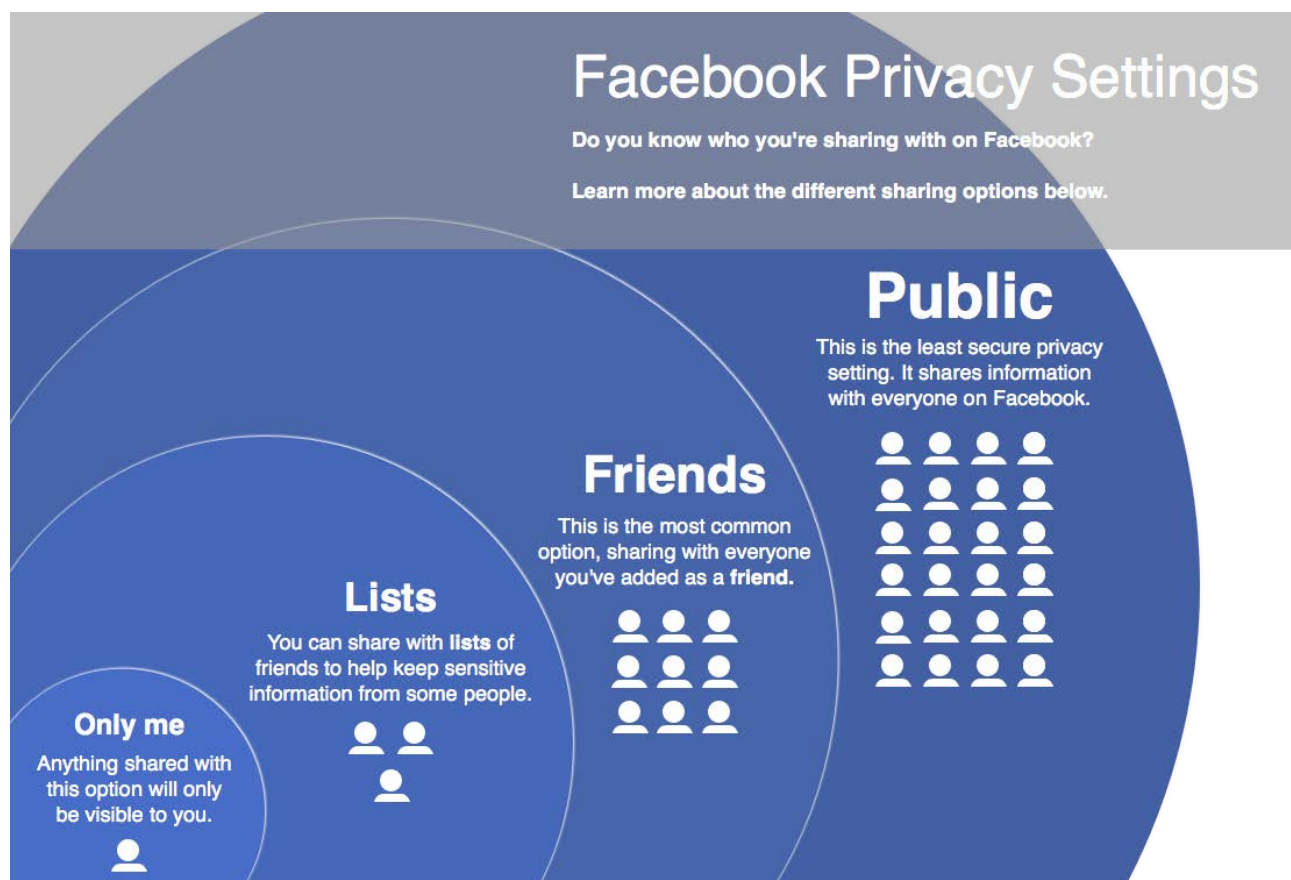 Facebook Privacy Settings
Do you know who you're sharing with on Facebook?
Learn more about the different sharing options below.
Public
This is the least secure privacy
setting. It shares information
with everyone on Facebook.
Friends
This is the most common
option, sharing with everyone
you've added as a friend.
Lists
You can share with lists of
friends to help keep sensitive
information from some people.
Only me
Anything shared with
this option will only
be visible to you.